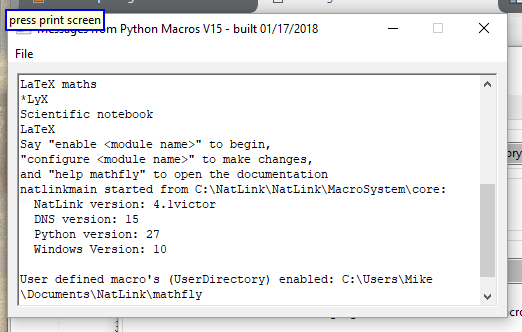 press print screen
Messages from Python Macros V15 - built 01/17/2018
File
LaTeX maths
*LyX
Scientific notebook
LaTeX
Say "enable <module name>" to begin,
"configure <module name>" to make changes,
and "help mathfly" to open the documentation
natlinkmain started from C:\NatLink\NatLink\MacroSystem\core:
NatLink version: 4.1victor
DNS version: 15
Python version: 27
Windows Version: 10
User defined macro's (UserDirectory) enabled: C:\Users\Mike
\Documents\NatLink\mathfly